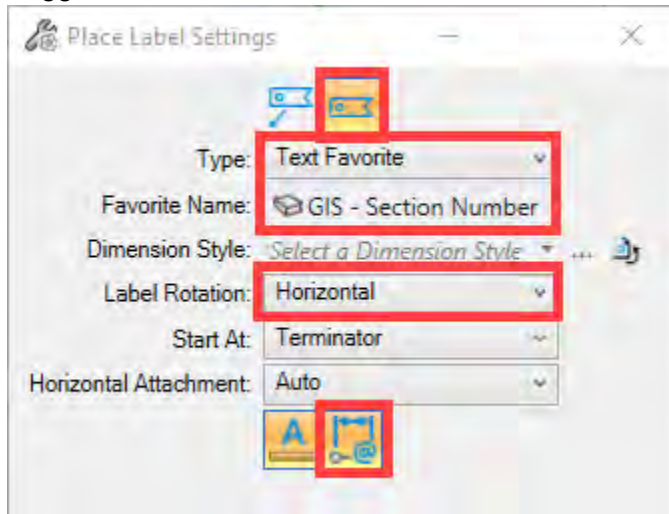 Place Label Settings
Type: Text Favorite
Favorite Name: GIS - Section Number
Dimension Style: Select a Dimension Style ...
Label Rotation: Horizontal
Start At: Terminator
Horizontal Attachment: Auto
A
@